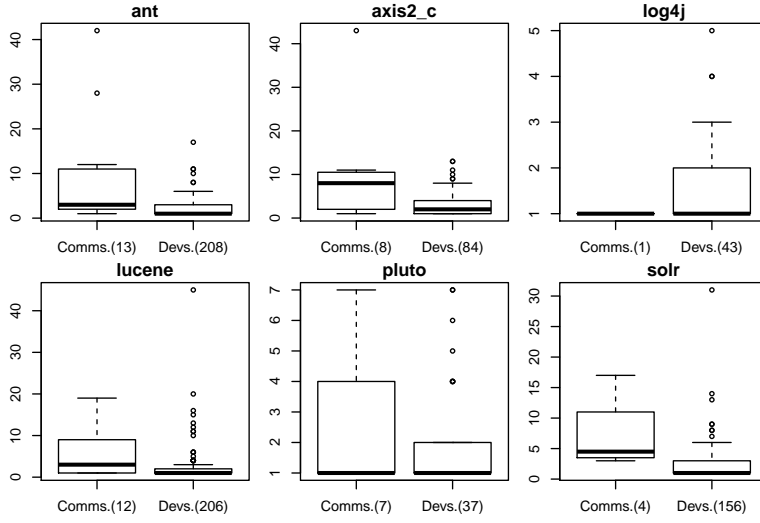 ant
axis2_c
log4j
40
30
20
10
0
40
30
20
10
0
5
4
3
2
1
Comms.(13) Devs.(208)
Comms.(8) Devs.(84)
Comms.(1) Devs.(43)
lucene
pluto
solr
40
30
20
10
0
7
6
5
4
3
2
1
30
25
20
15
10
5
0
Comms.(12) Devs.(206)
Comms.(7) Devs.(37)
Comms.(4) Devs.(156)